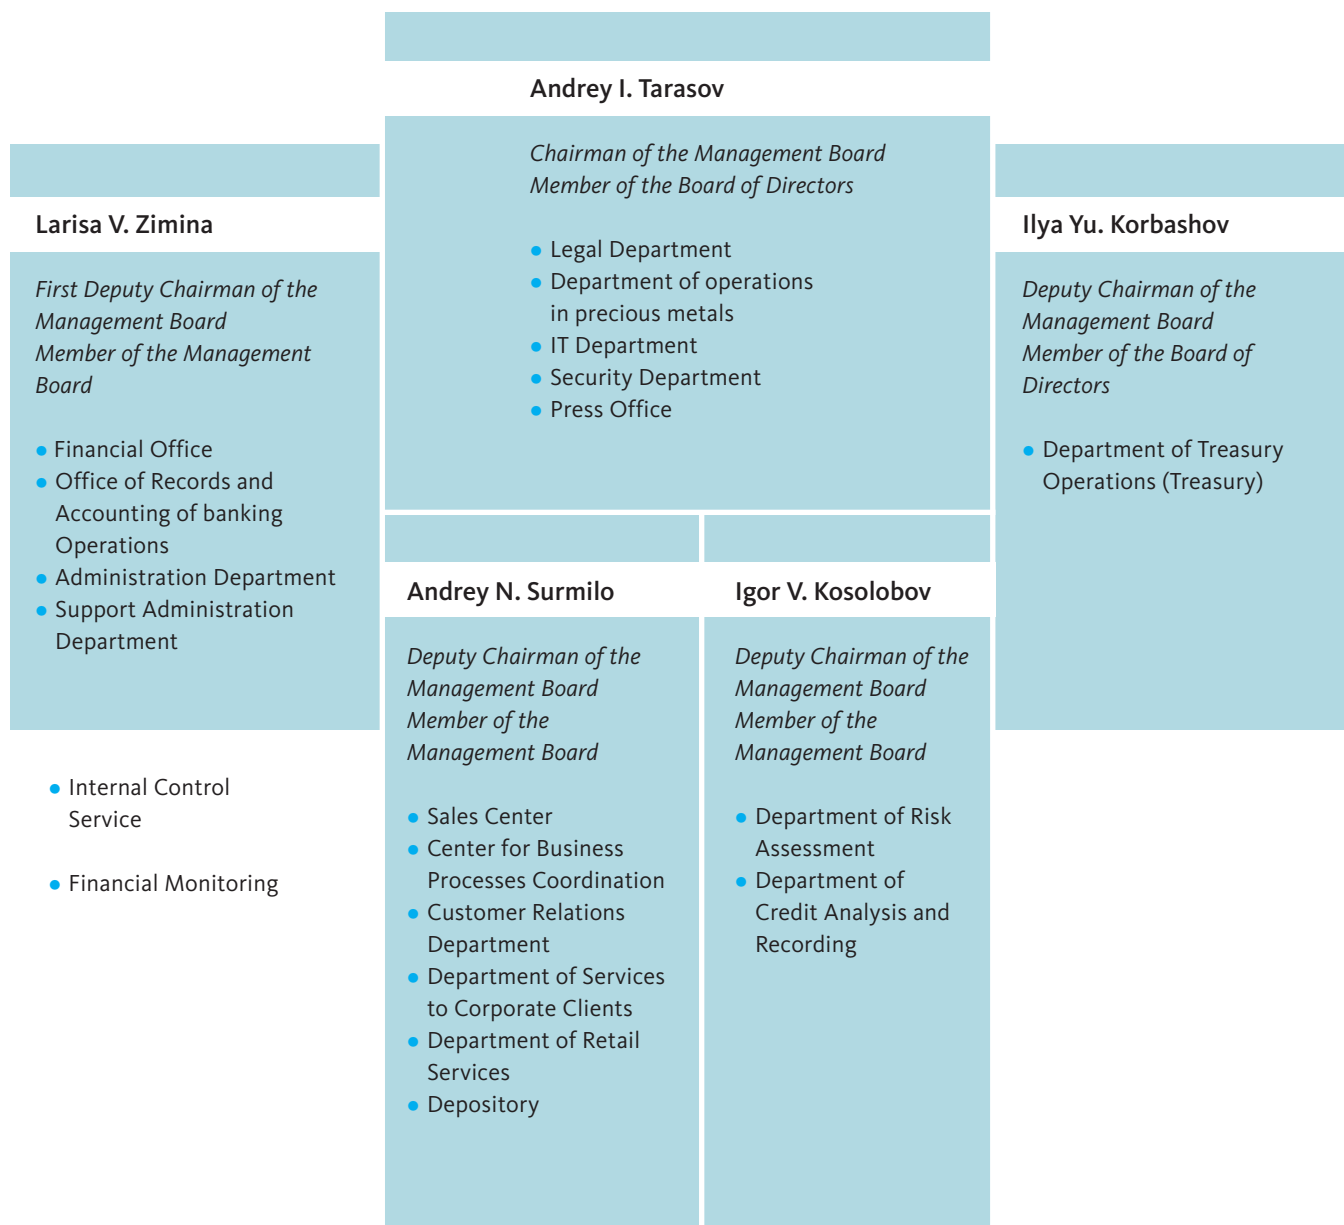 Andrey I. Tarasov
Chairman of the Management Board
Member of the Board of Directors
• Legal Department
• Department of operations
in precious metals
• IT Department
• Security Department
• Press Office
Larisa V. Zimina
First Deputy Chairman of the
Management Board
Member of the Management
Board
• Financial Office
• Office of Records and
Accounting of banking
Operations
• Administration Department
• Support Administration
Department
• Internal Control
Service
• Financial Monitoring
Andrey N. Surmilo
Deputy Chairman of the
Management Board
Member of the
Management Board
• Sales Center
• Center for Business
Processes Coordination
• Customer Relations
Department
• Department of Services
to Corporate Clients
• Department of Retail
Services
• Depository
Igor V. Kosolobov
Deputy Chairman of the
Management Board
Member of the
Management Board
• Department of Risk
Assessment
• Department of
Credit Analysis and
Recording
Ilya Yu. Korbashov
Deputy Chairman of the
Management Board
Member of the Board of
Directors
• Department of Treasury
Operations (Treasury)